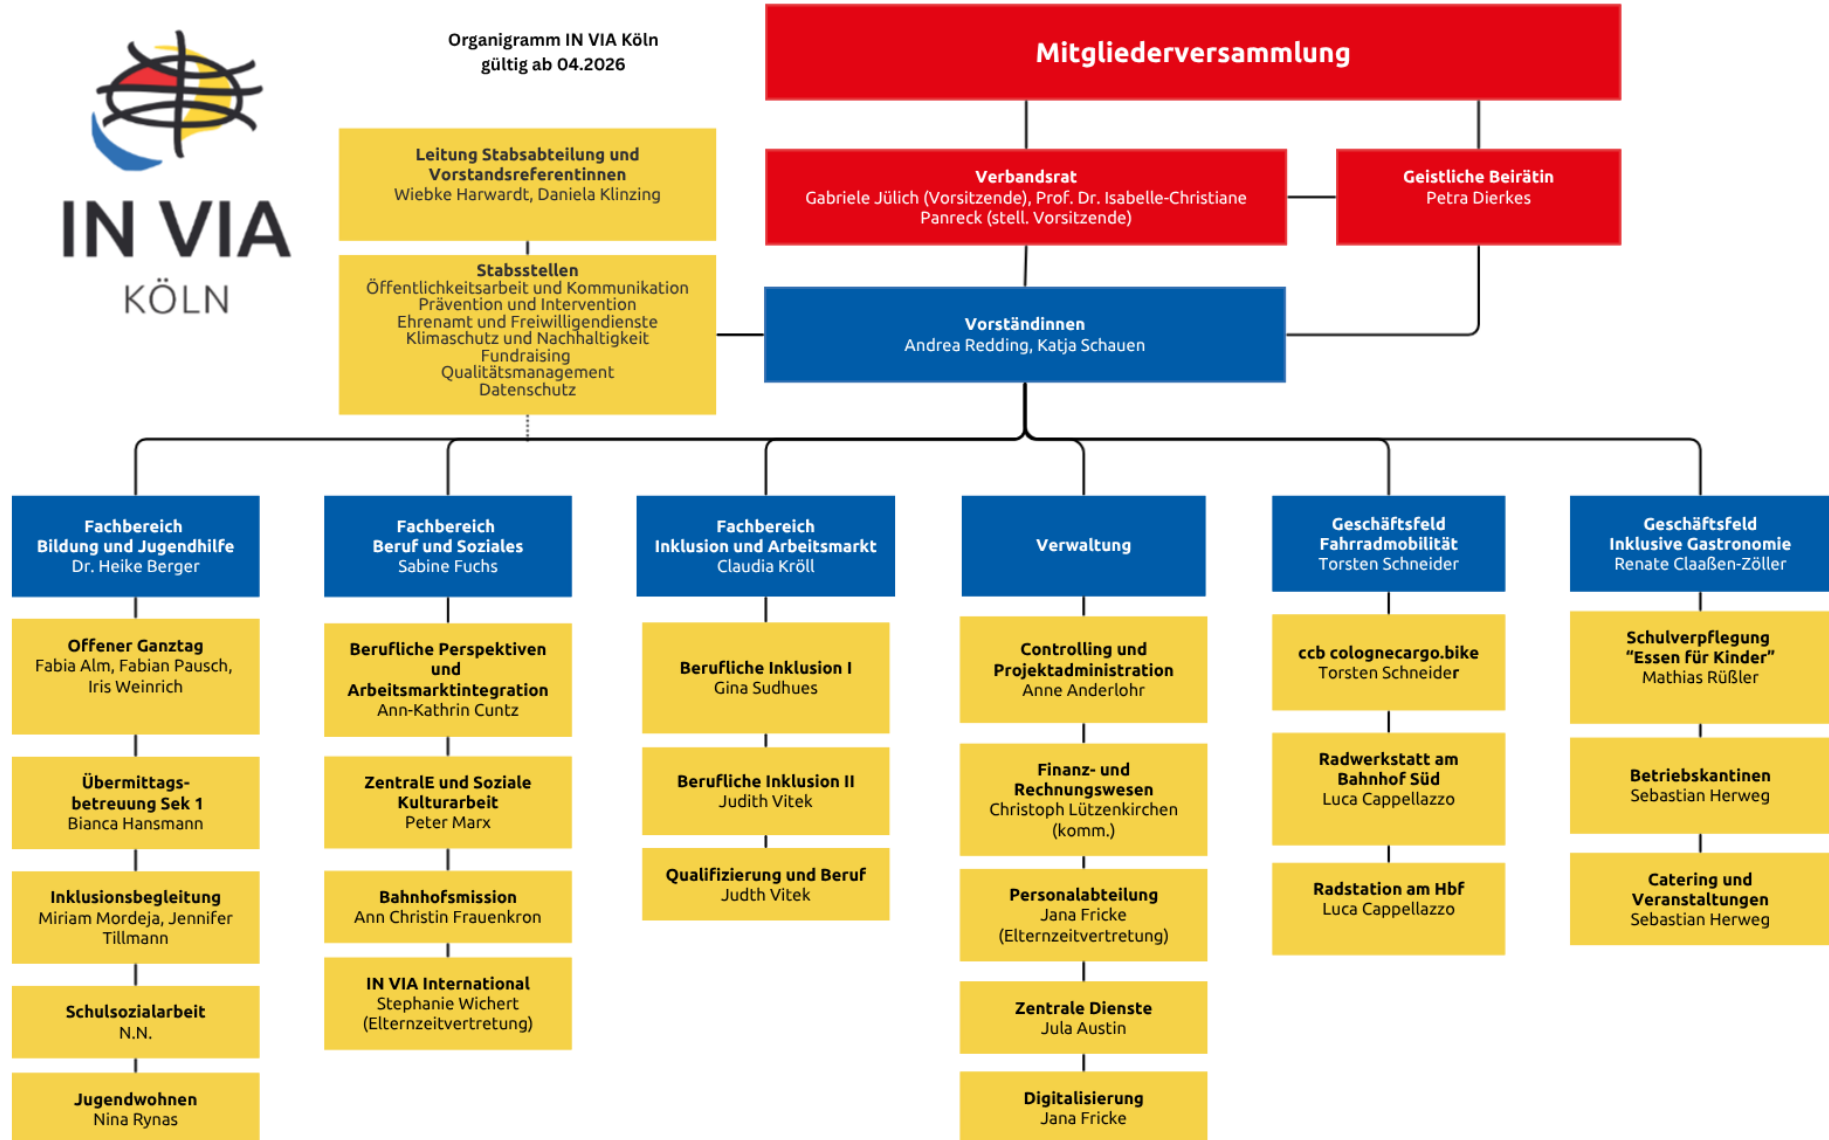 Organigramm IN VIA Köln
gültig ab 04.2026
IN VIA
KÖLN
Mitgliederversammlung
Leitung Stabsabteilung und
Vorstandsreferentinnen
Wiebke Harwardt, Daniela Klinzing
Verbandsrat
Gabriele Jülich (Vorsitzende), Prof. Dr. Isabelle-Christiane
Panreck (stell. Vorsitzende)
Geistliche Beirätin
Petra Dierkes
Stabsstellen
Öffentlichkeitsarbeit und Kommunikation
Prävention und Intervention
Ehrenamt und Freiwilligendienste
Klimaschutz und Nachhaltigkeit
Fundraising
Qualitätsmanagement
Datenschutz
Vorständinnen
Andrea Redding, Katja Schauen
Fachbereich
Bildung und Jugendhilfe
Dr. Heike Berger
Offener Ganztag
Fabia Alm, Fabian Pausch,
Iris Weinrich
Übermittags-
betreuung Sek 1
Bianca Hansmann
Inklusionsbegleitung
Miriam Mordeja, Jennifer
Tillmann
Schulsozialarbeit
N.N.
Jugendwohnen
Nina Rynas
Fachbereich
Beruf und Soziales
Sabine Fuchs
Berufliche Perspektiven
und
Arbeitsmarktintegration
Ann-Kathrin Cuntz
ZentralE und Soziale
Kulturarbeit
Peter Marx
Bahnhofsmission
Ann Christin Frauenkron
IN VIA International
Stephanie Wichert
(Elternzeitvertretung)
Fachbereich
Inklusion und Arbeitsmarkt
Claudia Kröll
Berufliche Inklusion I
Gina Sudhues
Berufliche Inklusion II
Judith Vitek
Qualifizierung und Beruf
Judth Vitek
Verwaltung
Controlling und
Projektadministration
Anne Anderlohr
Finanz- und
Rechnungswesen
Christoph Lützenkirchen
(komm.)
Personalabteilung
Jana Fricke
(Elternzeitvertretung)
Zentrale Dienste
Jula Austin
Digitalisierung
Jana Fricke
Geschäftsfeld
Fahrradmobilität
Torsten Schneider
ccb colognecargo.bike
Torsten Schneider
Radwerkstatt am
Bahnhof Süd
Luca Cappellazzo
Radstation am Hbf
Luca Cappellazzo
Geschäftsfeld
Inklusive Gastronomie
Renate Claaßen-Zöller
Schulverpflegung
“Essen für Kinder”
Mathias Rüßler
Betriebskantinen
Sebastian Herweg
Catering und
Veranstaltungen
Sebastian Herweg